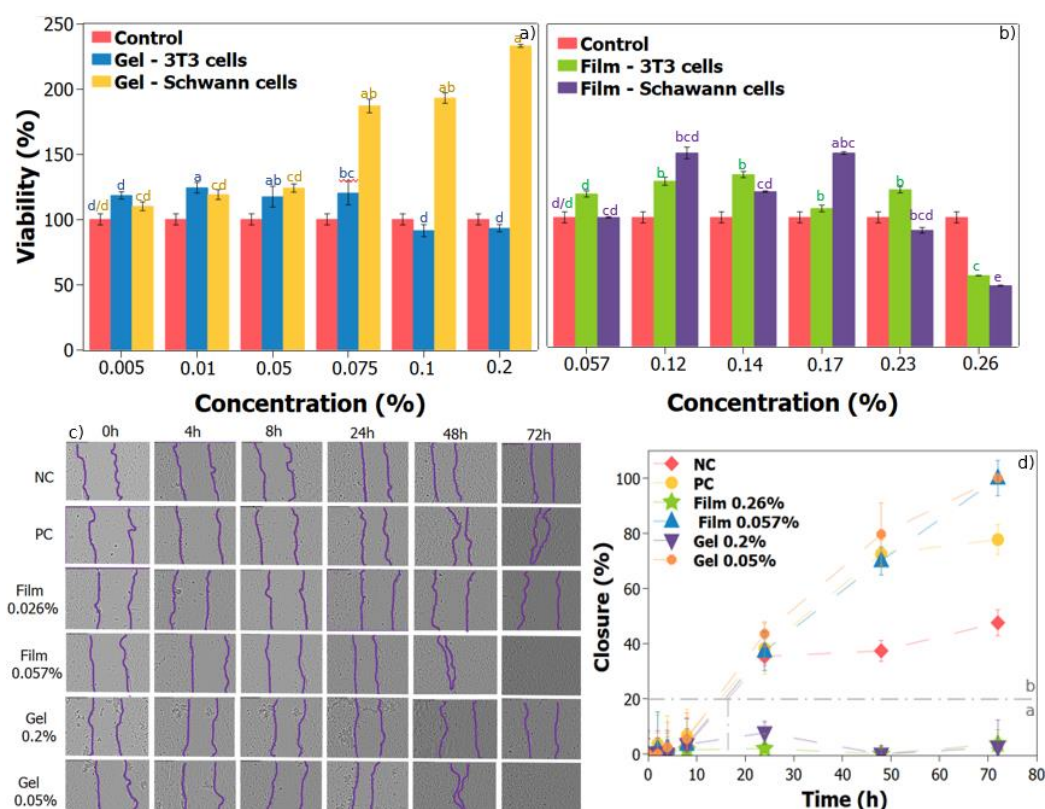 250
200
150
100
50
0
Viability (%)
a)
Control
Gel - 3T3 cells
Gel - Schwann cells
d/d
d
cd
a
cd
ab
cd
bc
ab
d
ab
d
a
0.005
0.01
0.05
0.075
0.1
0.2
Concentration (%)
b)
Control
Film - 3T3 cells
Film - Schawann cells
d/d
d
cd
b
bcd
b
cd
b
abc
b
bcd
c
e
0.057
0.12
0.14
0.17
0.23
0.26
Concentration (%)
c)
0h
4h
8h
24h
48h
72h
NC
PC
Film
0.026%
Film
0.057%
Gel
0.2%
Gel
0.05%
d)
NC
PC
Film 0.26%
Film 0.057%
Gel 0.2%
Gel 0.05%
100
80
60
40
20
0
Closure (%)
b
a
0
10
20
30
40
50
60
70
80
Time (h)